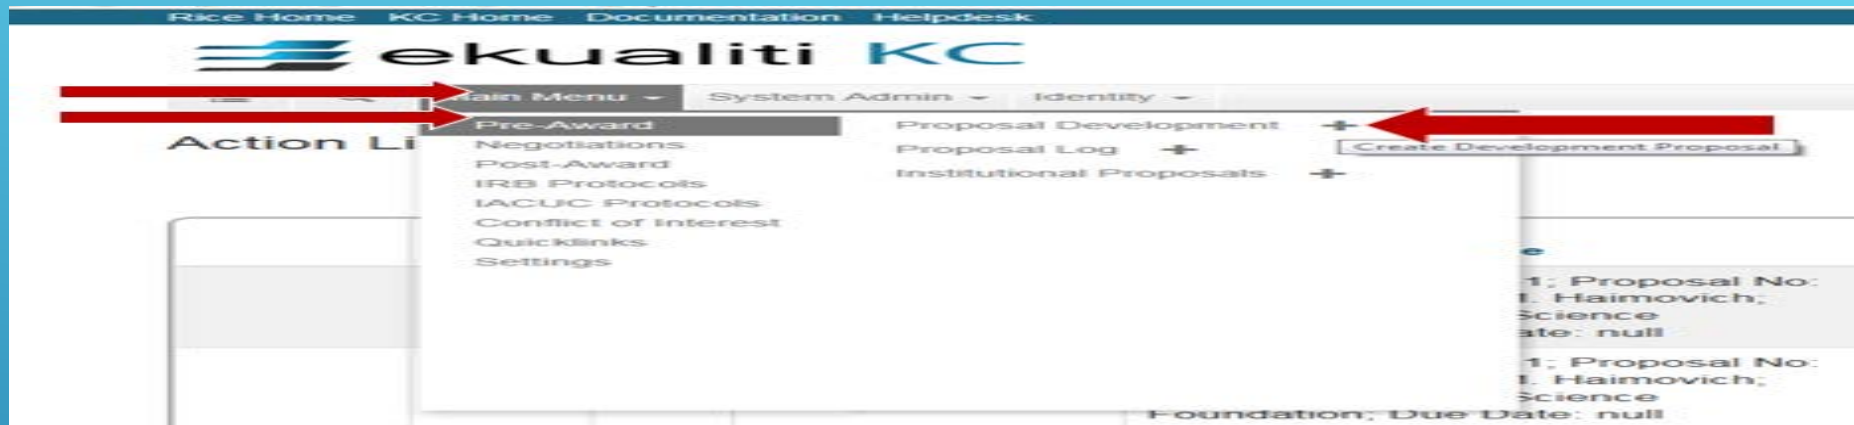 Rice Home KC Home Documentation Helpdesk
ekualiti KC
Main Menu System Admin Identity
Action Li
Pre-Award
Negotiations
Post-Award
IRB Protocols
IACUC Protocols
Conflict of Interest
Quicklinks
Settings
Proposal Development +
Proposal Log +
Institutional Proposals +
Create Development Proposal
e
1; Proposal No:
I. Haimovich;
Science
ate: null
1; Proposal No:
I. Haimovich;
Science
Foundation; Due Date: null